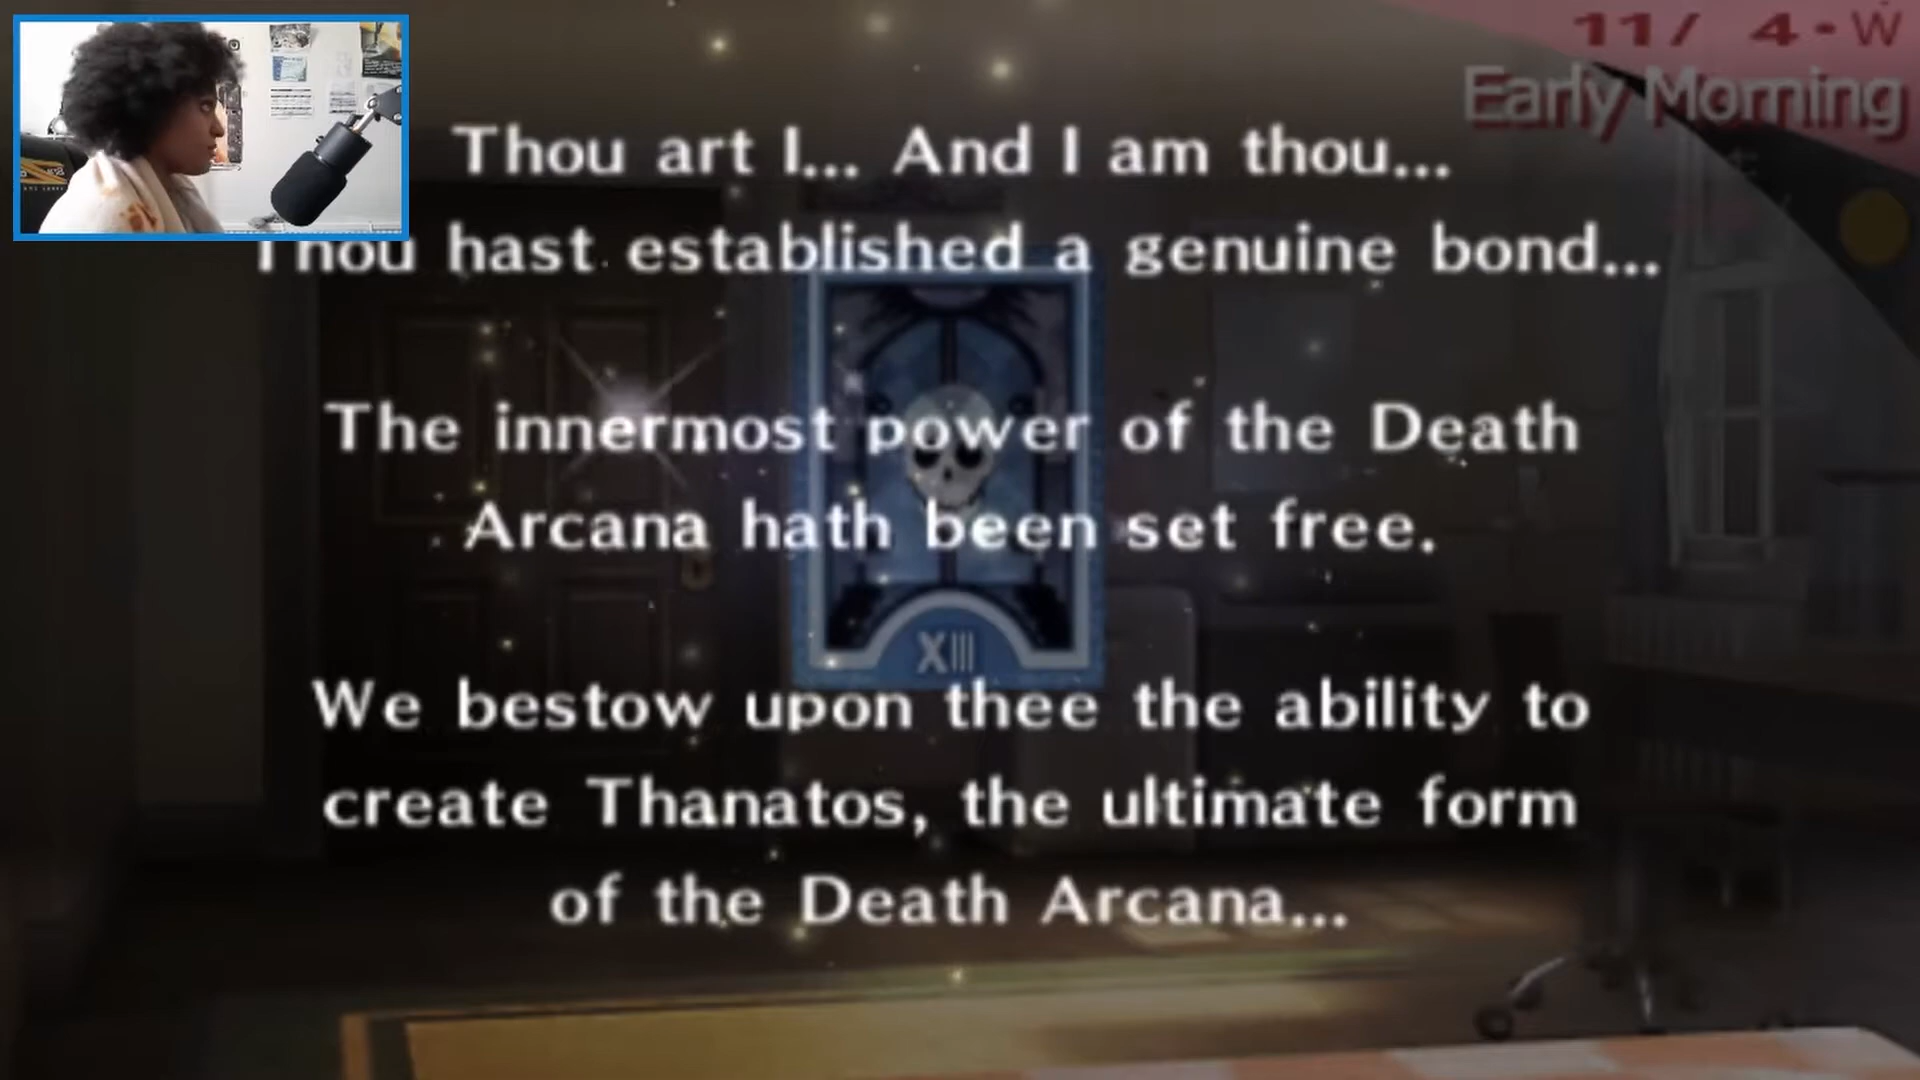 11/ 4 • W
Early Morning
Thou art I... And I am thou...
Thou hast established a genuine bond...
The innermost power of the Death
Arcana hath been set free.
XIII
We bestow upon thee the ability to
create Thanatos, the ultimate form
of the Death Arcana...